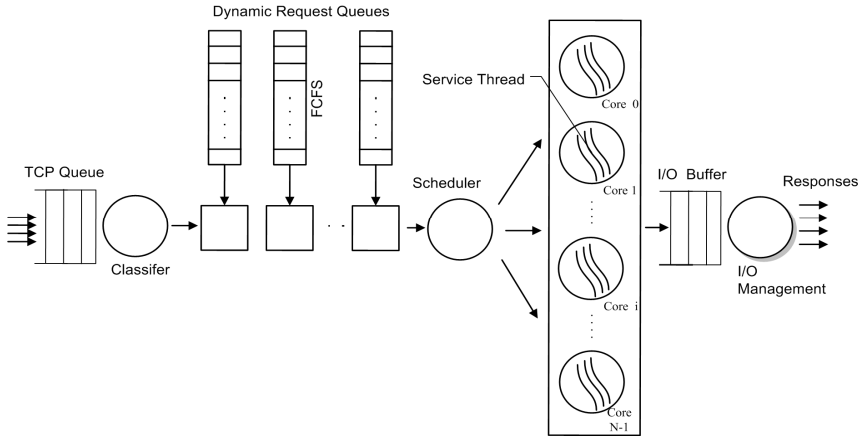 Dynamic Request Queues
FCFS
Service Thread
Core 0
TCP Queue
Scheduler
Core 1
I/O Buffer
Responses
Classifer
I/O
Management
Core i
Core
N-1